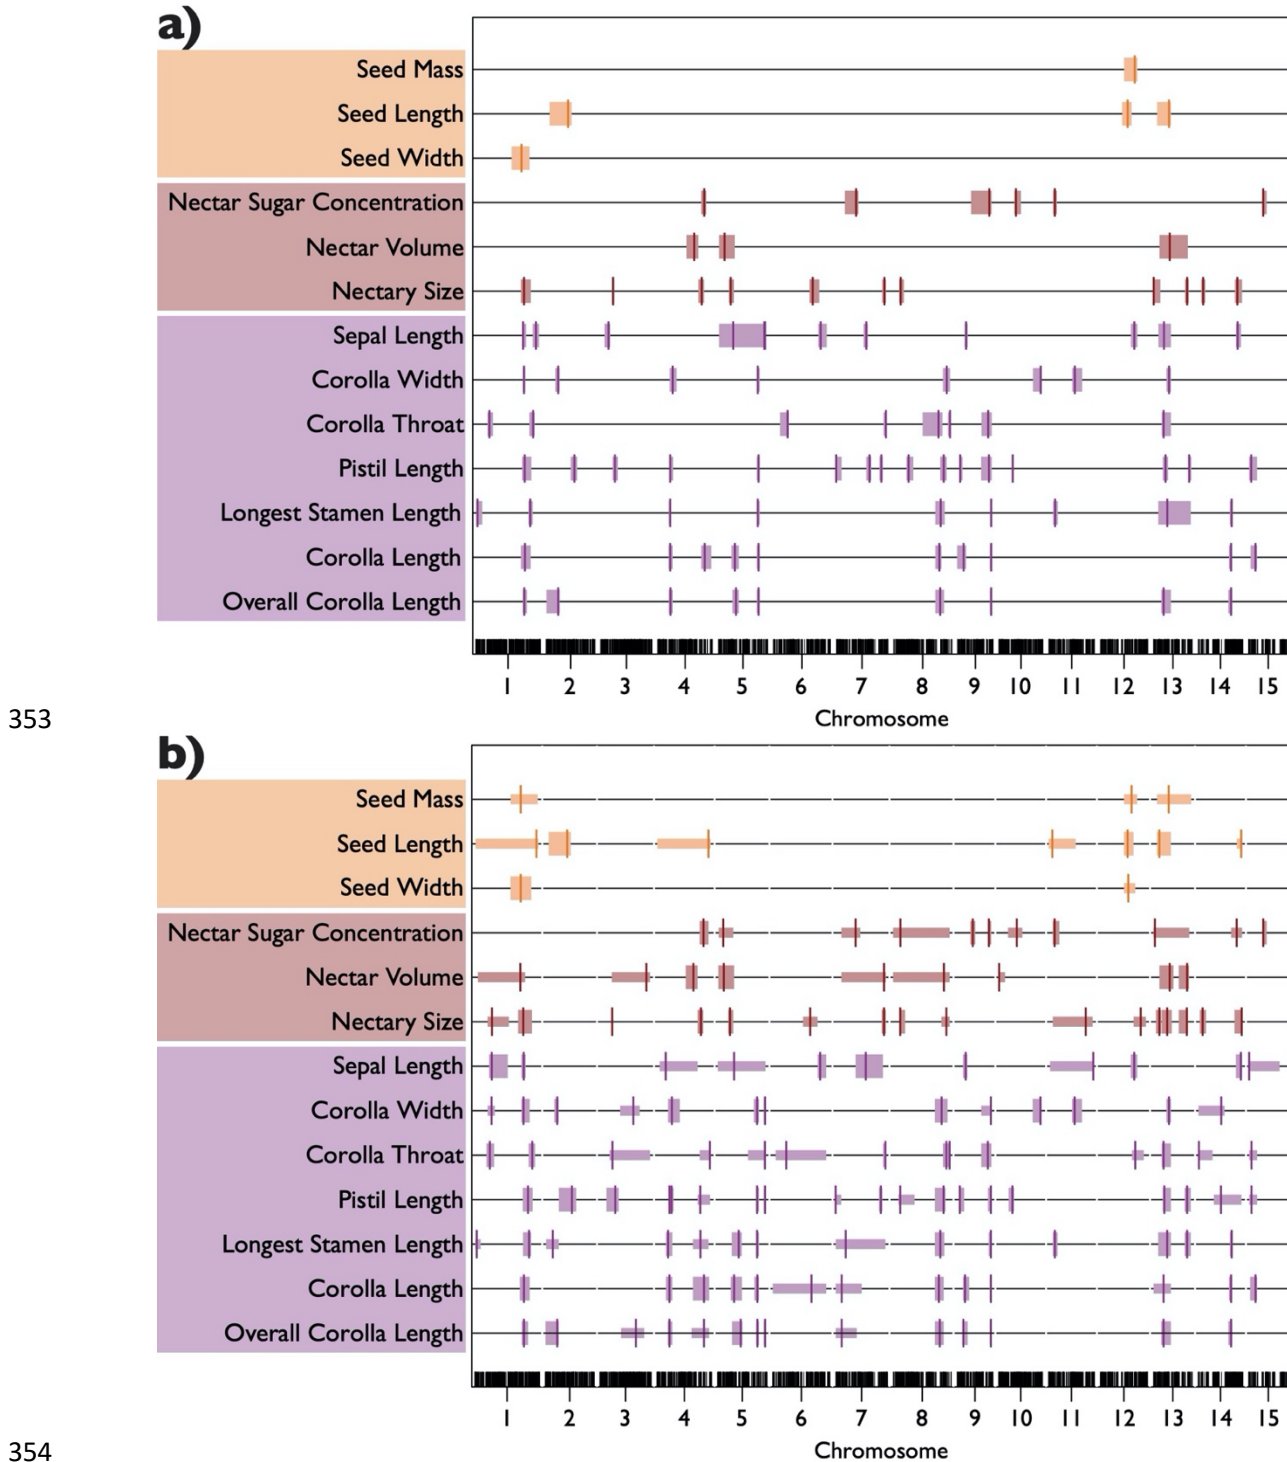 a)
Seed Mass
Seed Length
Seed Width
Nectar Sugar Concentration
Nectar Volume
Nectary Size
Sepal Length
Corolla Width
Corolla Throat
Pistil Length
Longest Stamen Length
Corolla Length
Overall Corolla Length
1 2 3 4 5 6 7 8 9 10 11 12 13 14 15
353 Chromosome
b)
Seed Mass
Seed Length
Seed Width
Nectar Sugar Concentration
Nectar Volume
Nectary Size
Sepal Length
Corolla Width
Corolla Throat
Pistil Length
Longest Stamen Length
Corolla Length
Overall Corolla Length
1 2 3 4 5 6 7 8 9 10 11 12 13 14 15
354 Chromosome